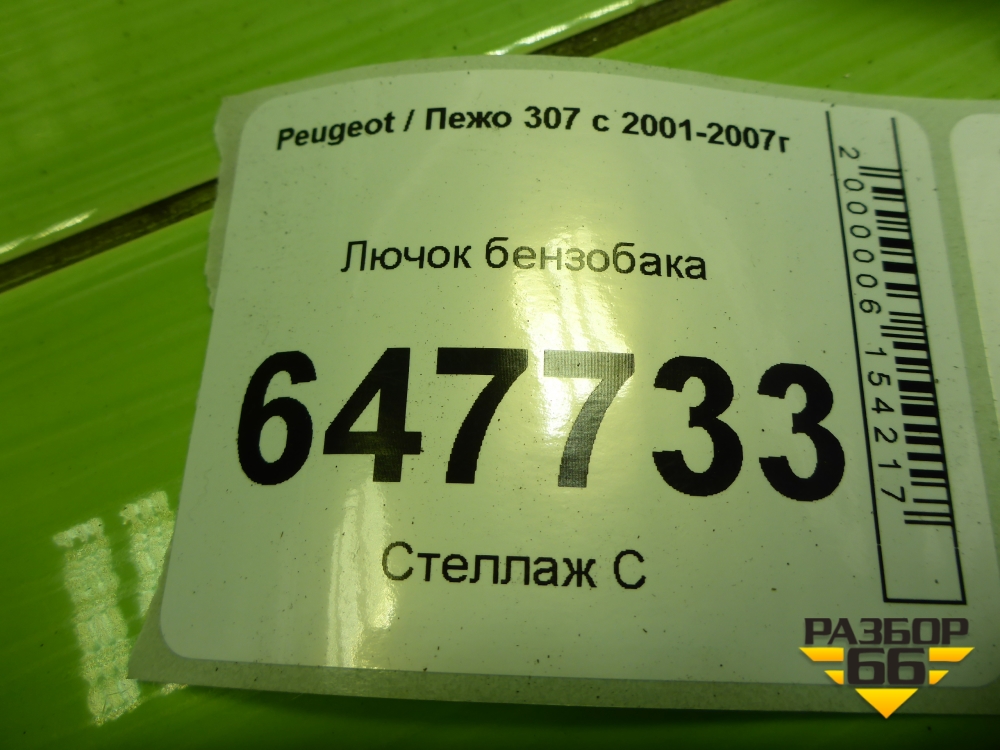 Peugeot / Пежо 307 с 2001-2007г
Лючок бензобака
647733
Стеллаж С
2000006154217
РАЗБОР
66